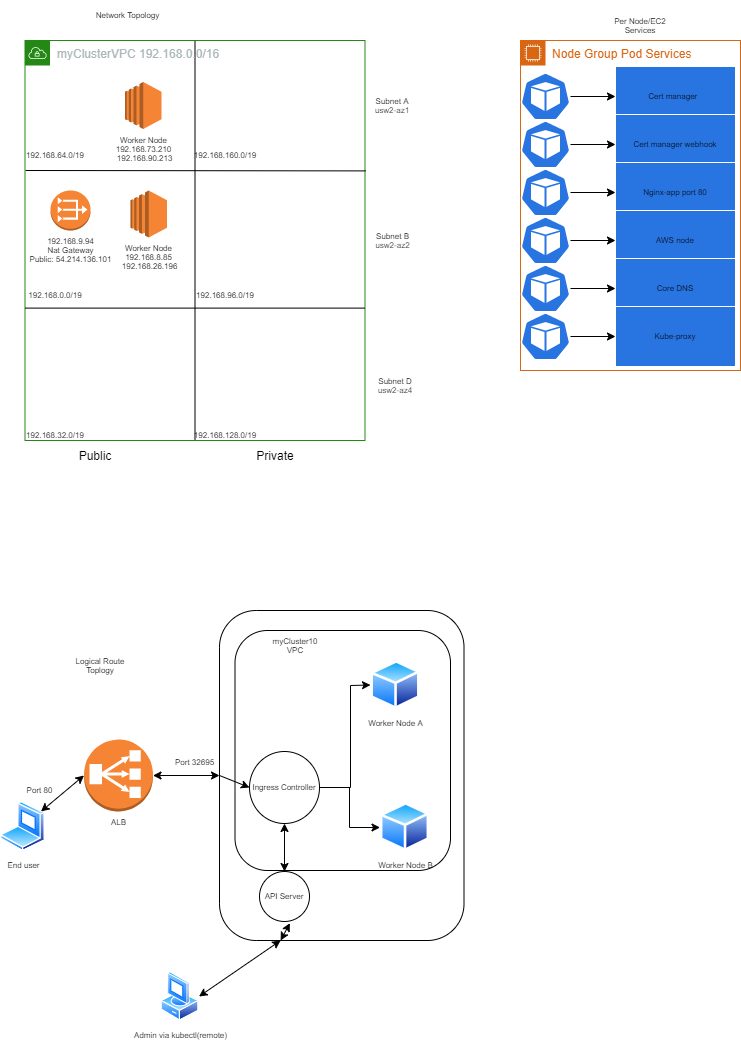 Network Topology
myClusterVPC 192.168.0.0/16
Worker Node
192.168.73.210
192.168.90.213
192.168.64.0/19
192.168.160.0/19
Subnet A
usw2-az1
192.168.9.94
Nat Gateway
Public: 54.214.136.101
Worker Node
192.168.8.85
192.168.26.196
192.168.0.0/19
192.168.96.0/19
Subnet B
usw2-az2
Subnet D
usw2-az4
192.168.32.0/19
192.168.128.0/19
Public
Private
Per Node/EC2
Services
Node Group Pod Services
Cert manager
Cert manager webhook
Nginx-app port 80
AWS node
Core DNS
Kube-proxy
Logical Route
Toplogy
myCluster10
VPC
Worker Node A
Port 32695
Port 80
Ingress Controller
ALB
End user
Worker Node B
API Server
Admin via kubectl(remote)